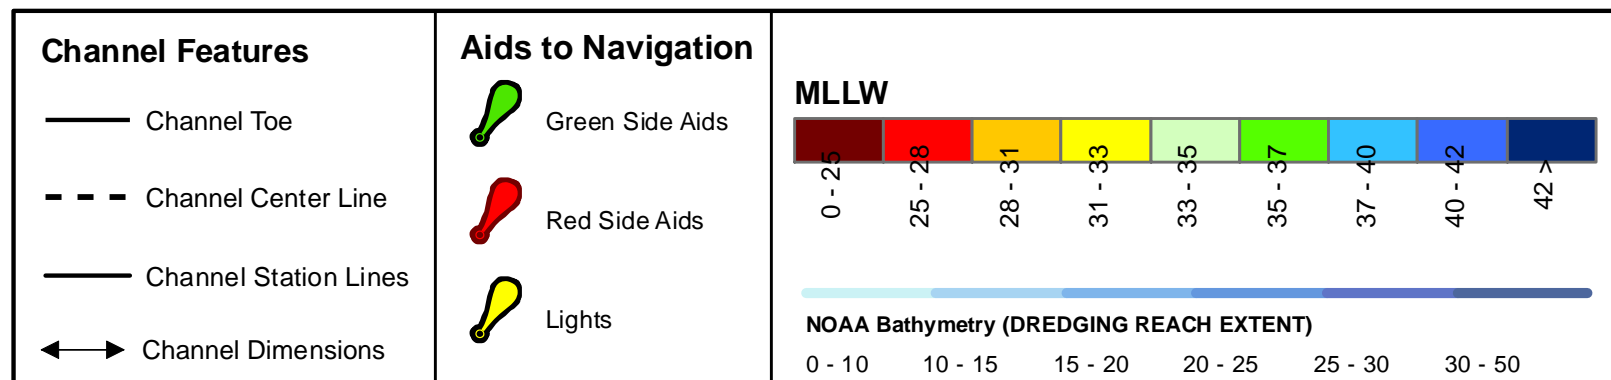 Channel Features
Channel Toe
Channel Center Line
Channel Station Lines
Channel Dimensions
Aids to Navigation
Green Side Aids
Red Side Aids
Lights
MLLW
0 - 25
25 - 28
28 - 31
31 - 33
33 - 35
35 - 37
37 - 40
40 - 42
42 >
NOAA Bathymetry (DREDGING REACH EXTENT)
0 - 10 10 - 15 15 - 20 20 - 25 25 - 30 30 - 50